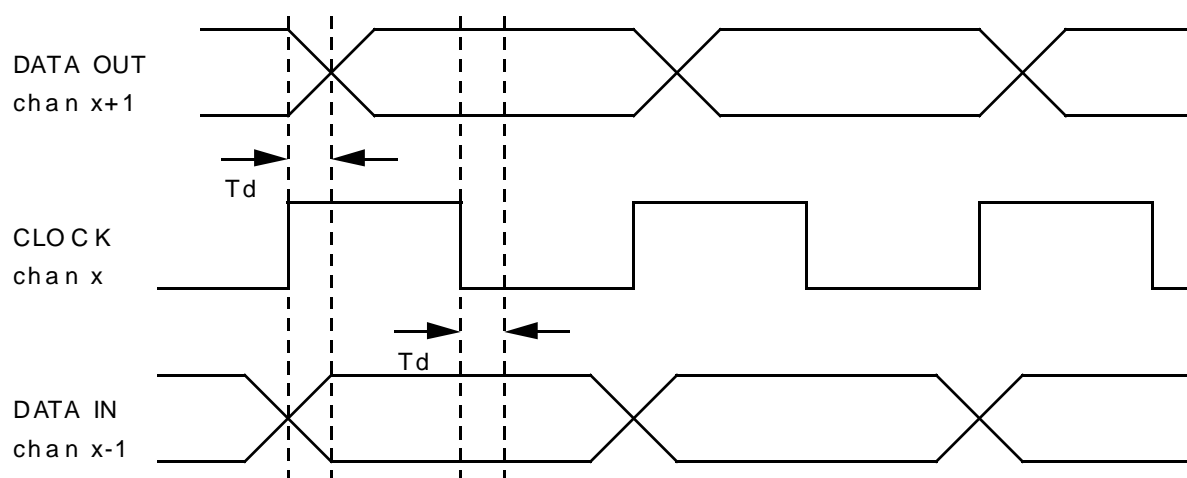 DATA OUT
chan x+1
Td
CLOCK
chan x
Td
DATA IN
chan x-1